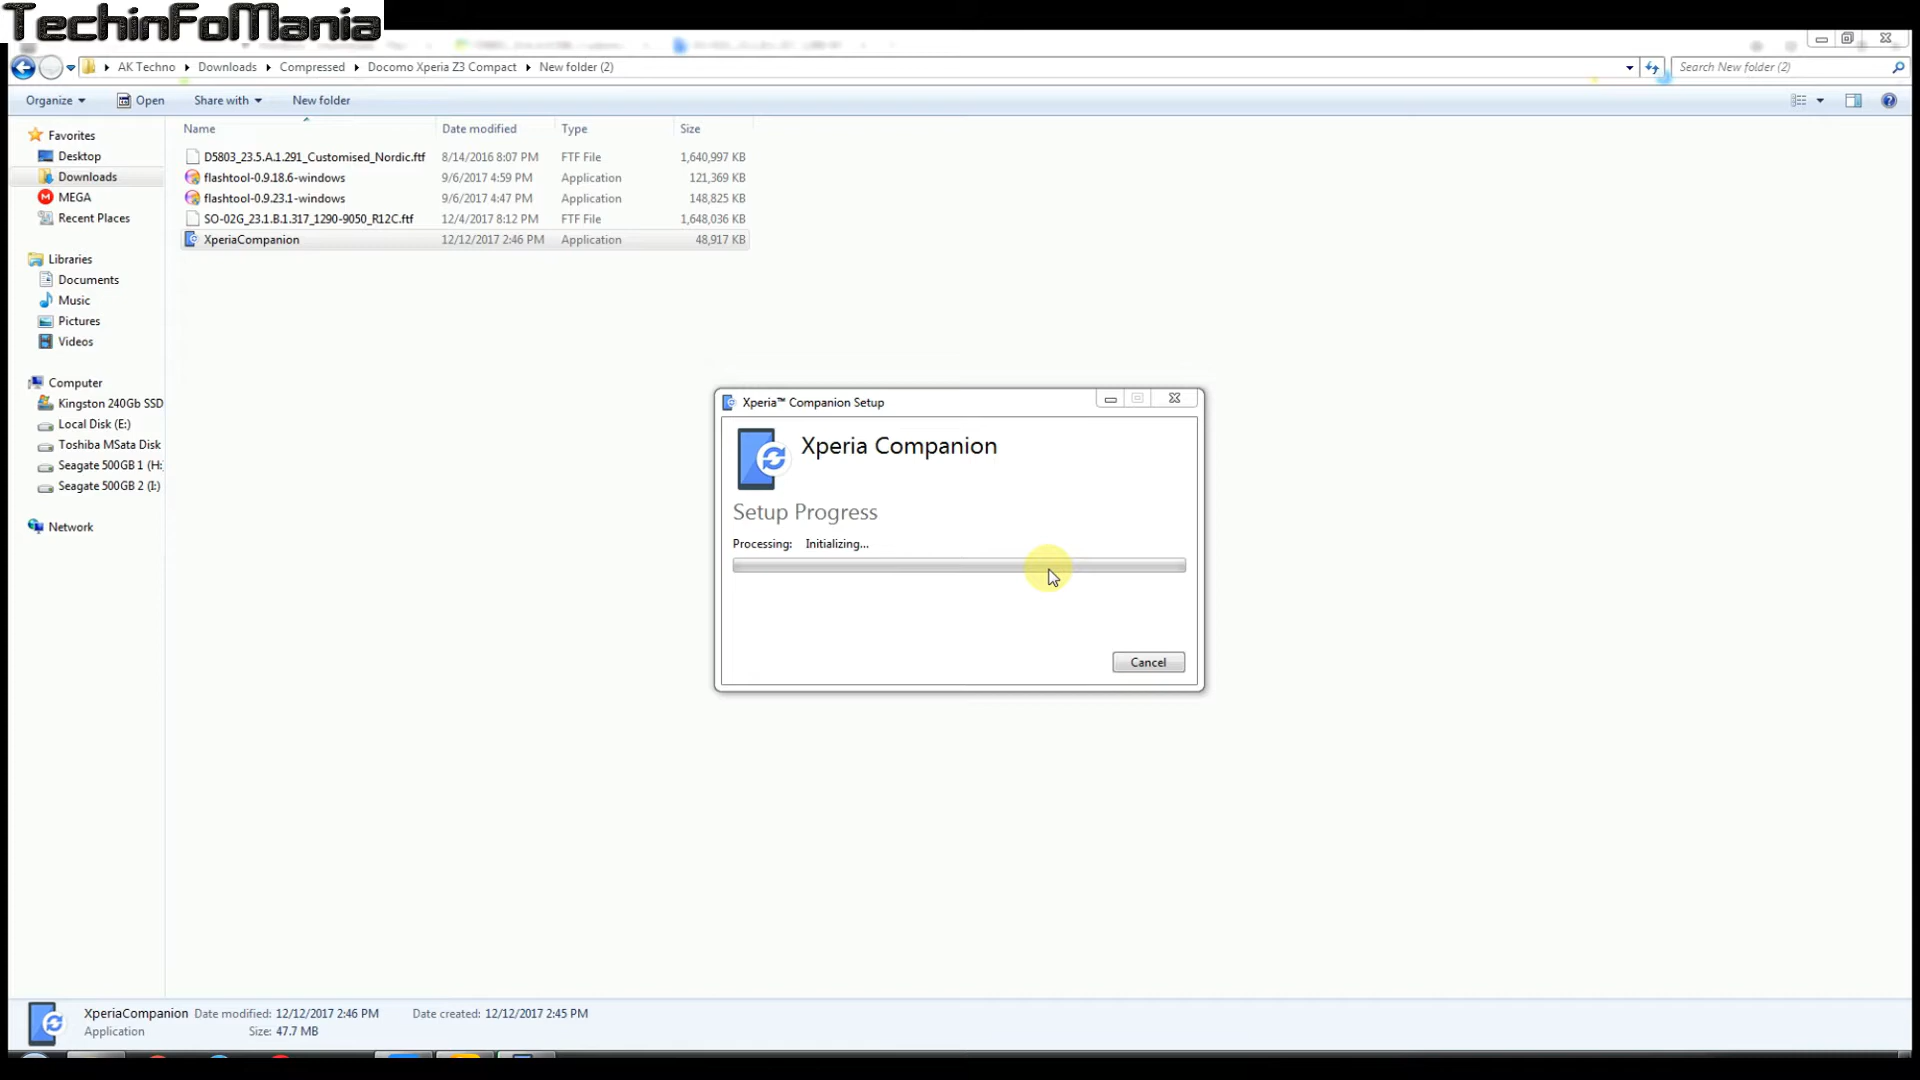 TechinFoMania
AK Techno Downloads Compressed Docomo Xperia Z3 Compact New folder (2)
Search New folder (2)
Organize Open Share with New folder
Name Date modified Type Size
D5803_23.5.A.1.291_Customised_Nordic.ftf 8/14/2016 8:07 PM FTF File 1,640,997 KB
flashtool-0.9.18.6-windows 9/6/2017 4:59 PM Application 121,369 KB
flashtool-0.9.23.1-windows 9/6/2017 4:47 PM Application 148,825 KB
SO-02G_23.1.B.1.317_1290-9050_R12C.ftf 12/4/2017 8:12 PM FTF File 1,648,036 KB
XperiaCompanion 12/12/2017 2:46 PM Application 48,917 KB
Favorites
Desktop
Downloads
MEGA
Recent Places
Libraries
Documents
Music
Pictures
Videos
Computer
Kingston 240Gb SSD
Local Disk (E:)
Toshiba MSata Disk
Seagate 500GB 1 (H:
Seagate 500GB 2 (I:)
Network
Xperia™ Companion Setup
Xperia Companion
Setup Progress
Processing: Initializing...
Cancel
XperiaCompanion Date modified: 12/12/2017 2:46 PM Date created: 12/12/2017 2:45 PM
Application Size: 47.7 MB